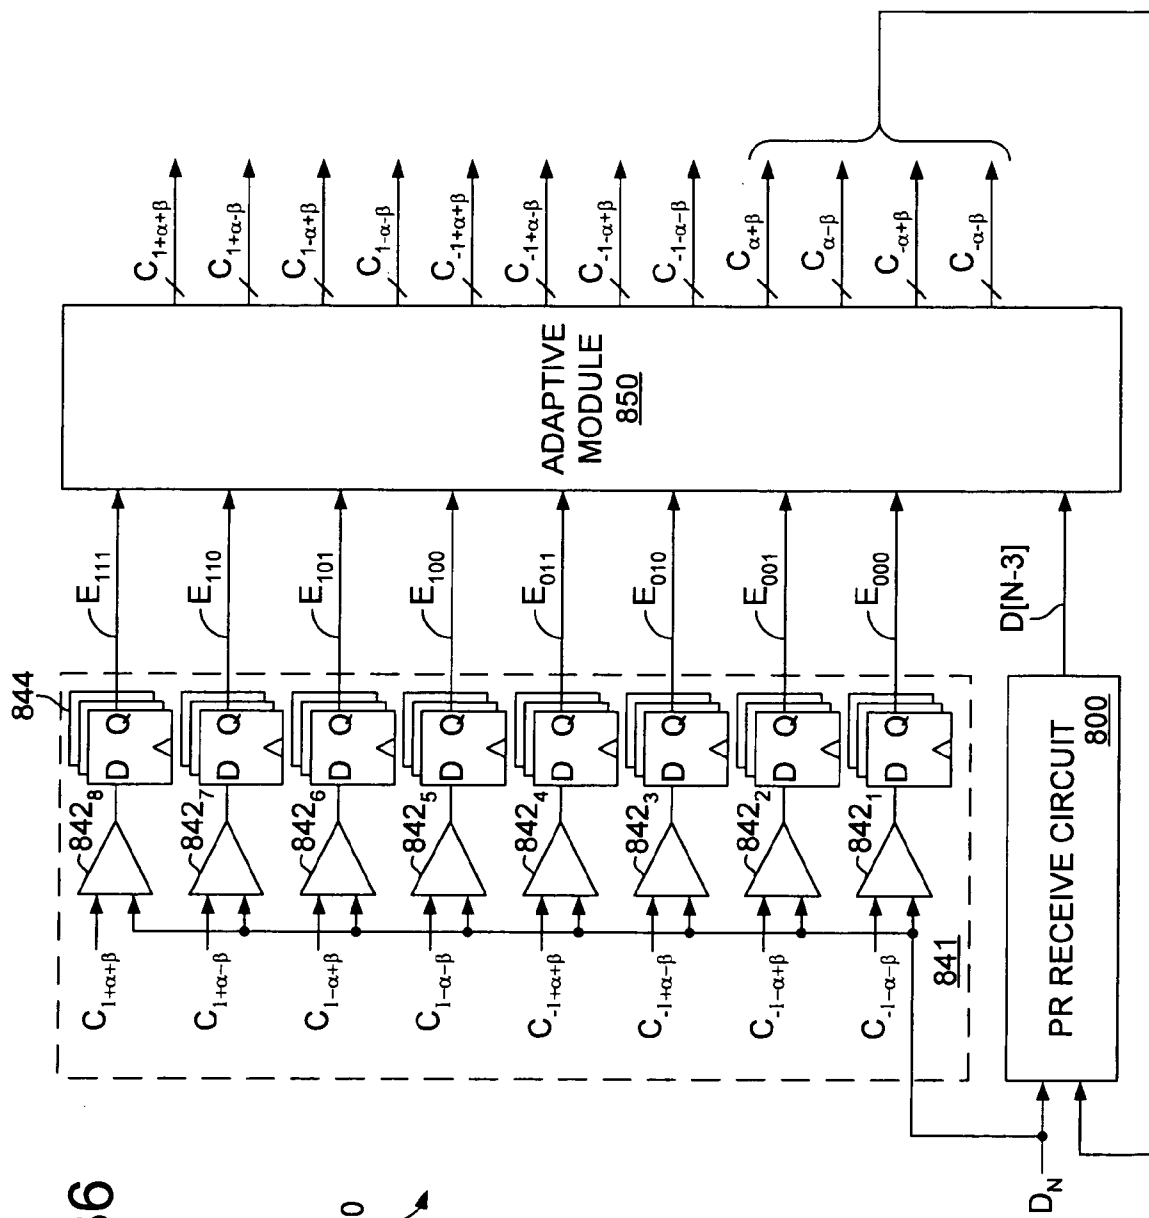 C1+α+β
C1+α-β
C1-α+β
C1-α-β
C-1+α+β
C-1+α-β
C-1-α+β
C-1-α-β
Cα+β
Cα-β
C-α+β
C-α-β
ADAPTIVE
MODULE
850
E111
E110
E101
E100
E011
E010
E001
E000
D[N-3]
844
D Q
D Q
D Q
D Q
D Q
D Q
D Q
D Q
8428
8427
8426
8425
8424
8423
8422
8421
C1+α+β
C1+α-β
C1-α+β
C1-α-β
C-1+α+β
C-1+α-β
C-1-α+β
C-1-α-β
841
PR RECEIVE CIRCUIT
800
DN